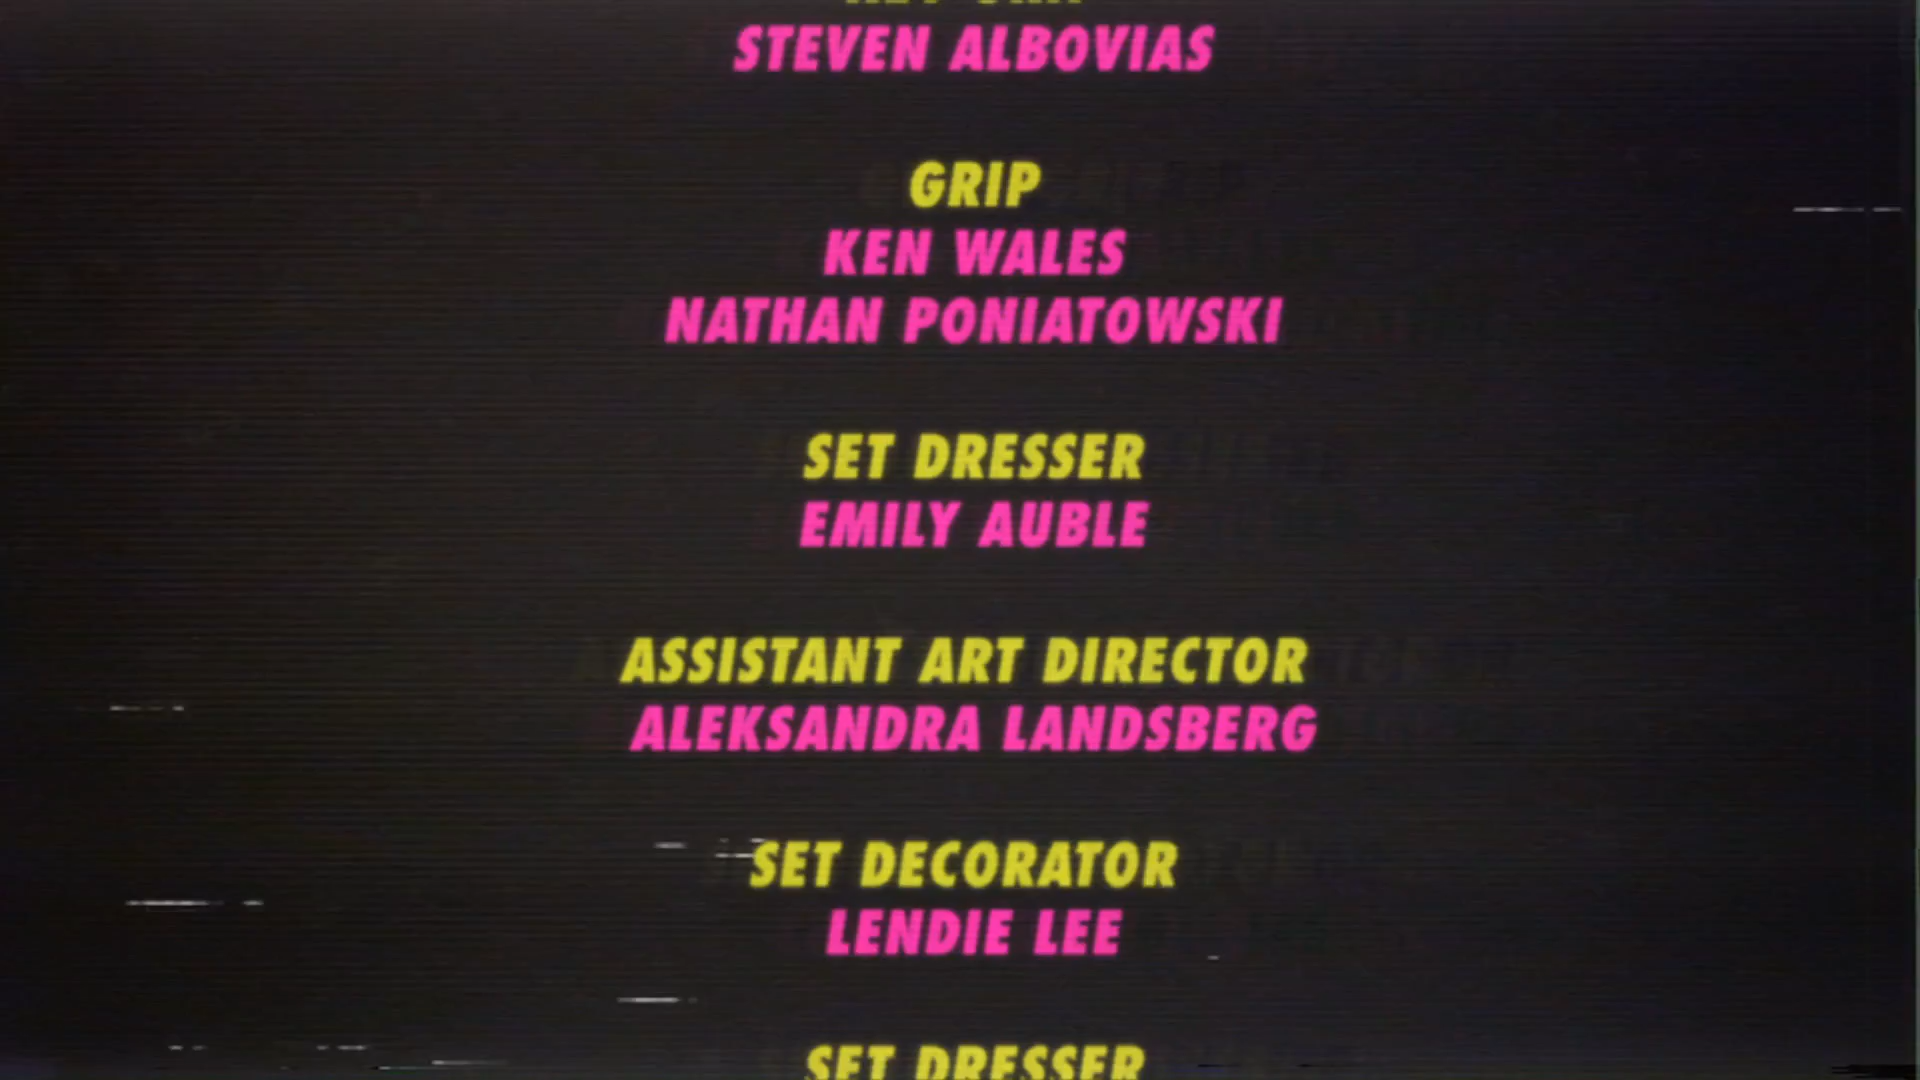 STEVEN ALBOVIAS
GRIP
KEN WALES
NATHAN PONIATOWSKI
SET DRESSER
EMILY AUBLE
ASSISTANT ART DIRECTOR
ALEKSANDRA LANDSBERG
SET DECORATOR
LENDIE LEE
SET DRESSER